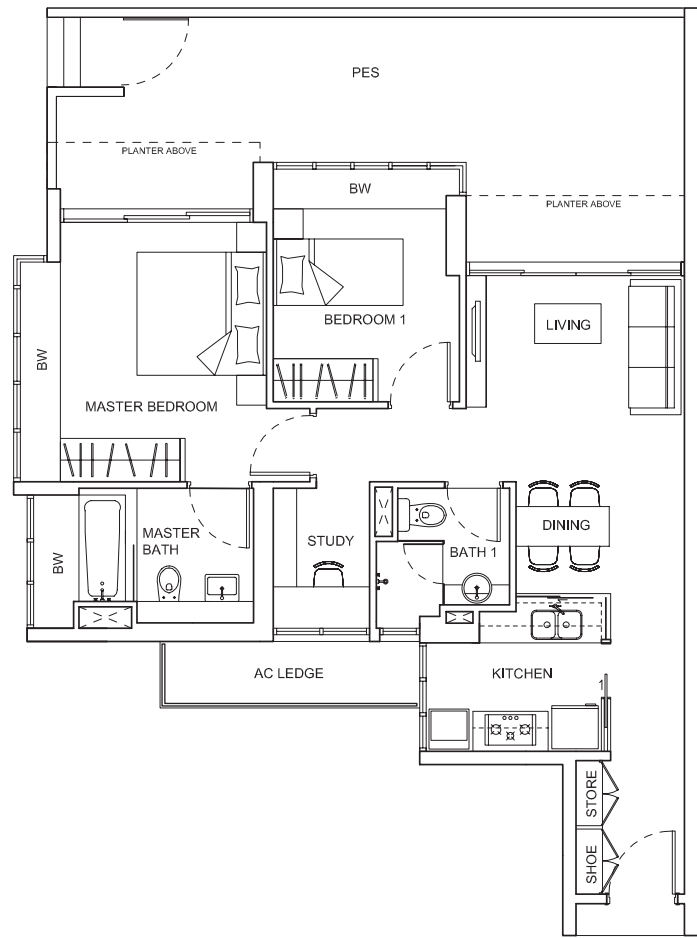 PES
PLANTER ABOVE
BW
PLANTER ABOVE
BEDROOM 1
LIVING
BW
MASTER BEDROOM
BW
MASTER
BATH
STUDY
BATH 1
DINING
AC LEDGE
KITCHEN
1
STORE
SHOE